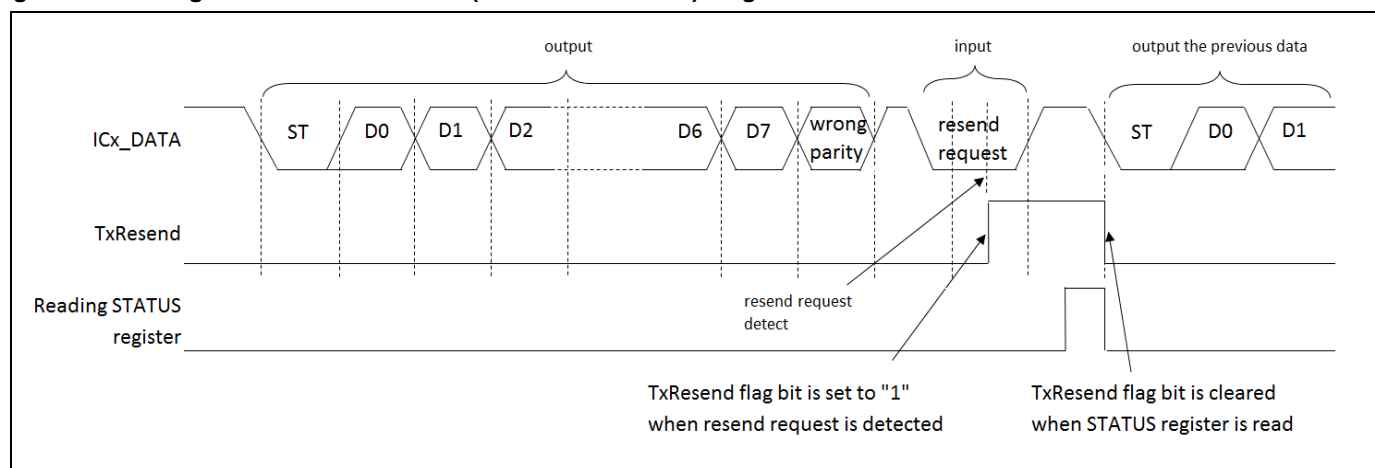 output
input
output the previous data
ICx_DATA
ST
D0
D1
D2
D6
D7
wrong
parity
resend
request
ST
D0
D1
TxResend
resend request
detect
Reading STATUS
register
TxResend flag bit is set to "1"
when resend request is detected
TxResend flag bit is cleared
when STATUS register is read